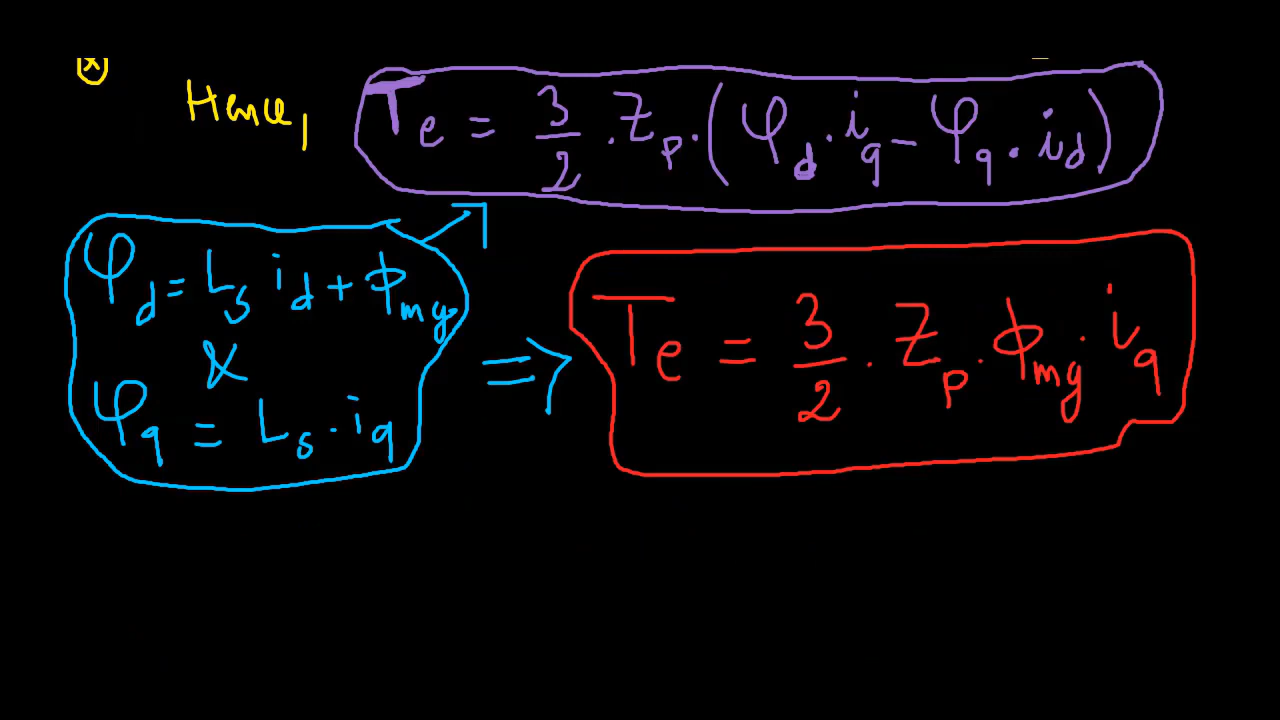 Hence, Te = 3/2 . Zp . (φd . iq - φq . id)
φd = Ls id + ϕmg
&
φq = Ls . iq
=> Te = 3/2 . Zp . ϕmg . iq